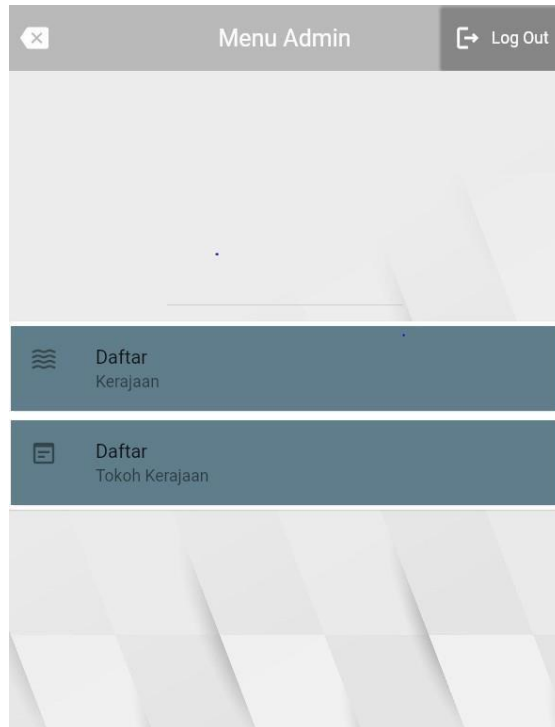 Menu Admin
Log Out
Daftar
Kerajaan
Daftar
Tokoh Kerajaan